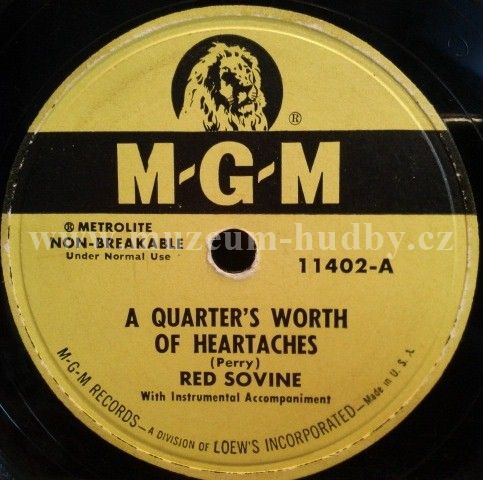 ®
M-G-M
® METROLITE
NON-BREAKABLE
Under Normal Use
www.muzeum-hudby.cz
11402-A
A QUARTER'S WORTH
OF HEARTACHES
(Perry)
RED SOVINE
With Instrumental Accompaniment
M-G-M RECORDS—A DIVISION OF LOEW'S INCORPORATED—Made in U. S. A.